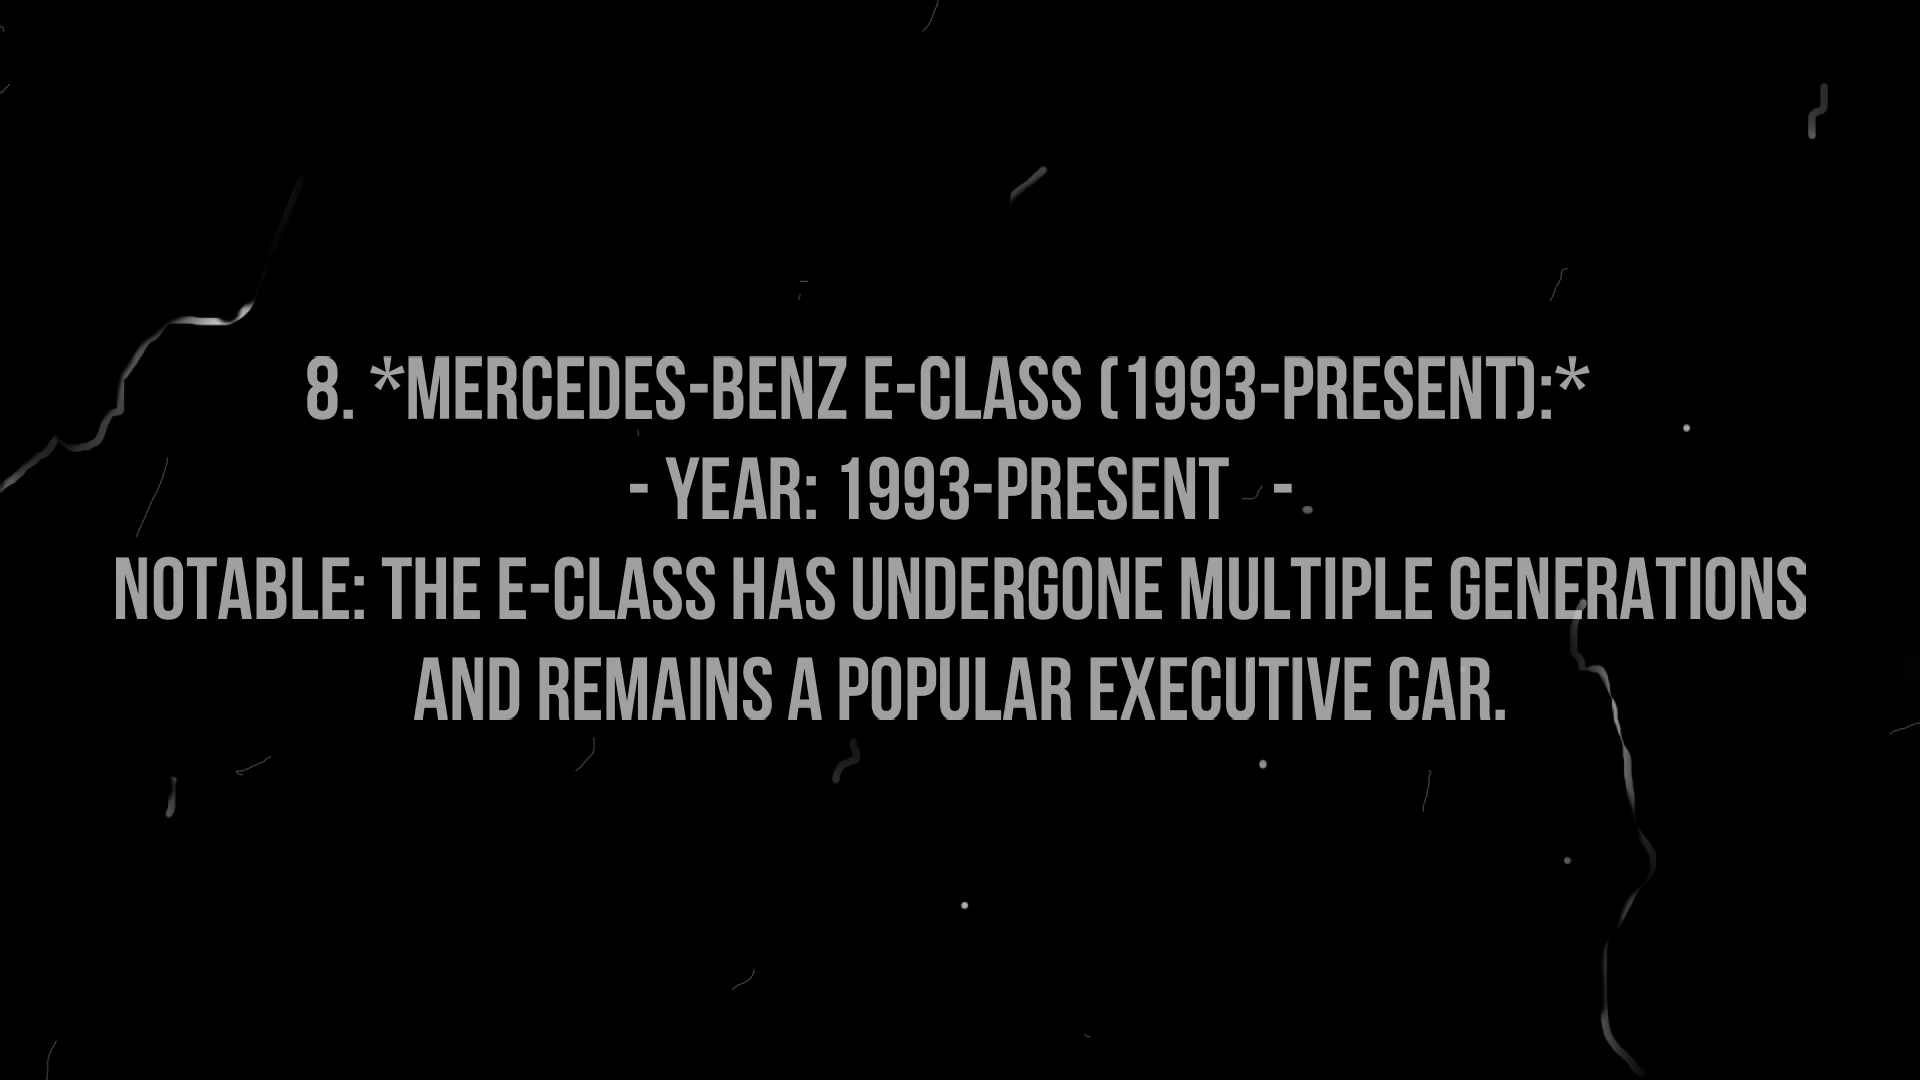 8. *MERCEDES-BENZ E-CLASS (1993-PRESENT):*
- YEAR: 1993-PRESENT -
NOTABLE: THE E-CLASS HAS UNDERGONE MULTIPLE GENERATIONS
AND REMAINS A POPULAR EXECUTIVE CAR.